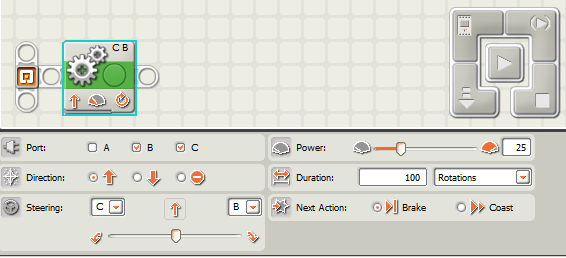 C B
Port: A B C
Power: 25
Direction:
Duration: 100 Rotations
Steering: C B
Next Action: Brake Coast